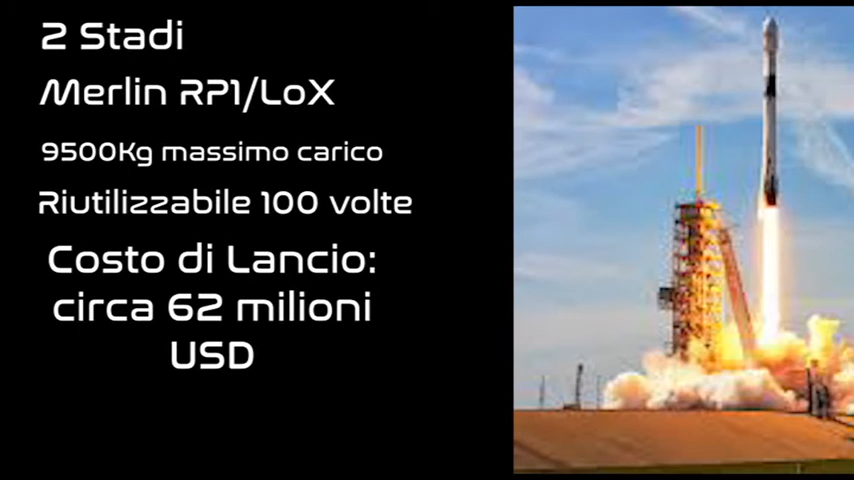 2 Stadi
Merlin RP1/LoX
9500Kg massimo carico
Riutilizzabile 100 volte
Costo di Lancio:
circa 62 milioni
USD